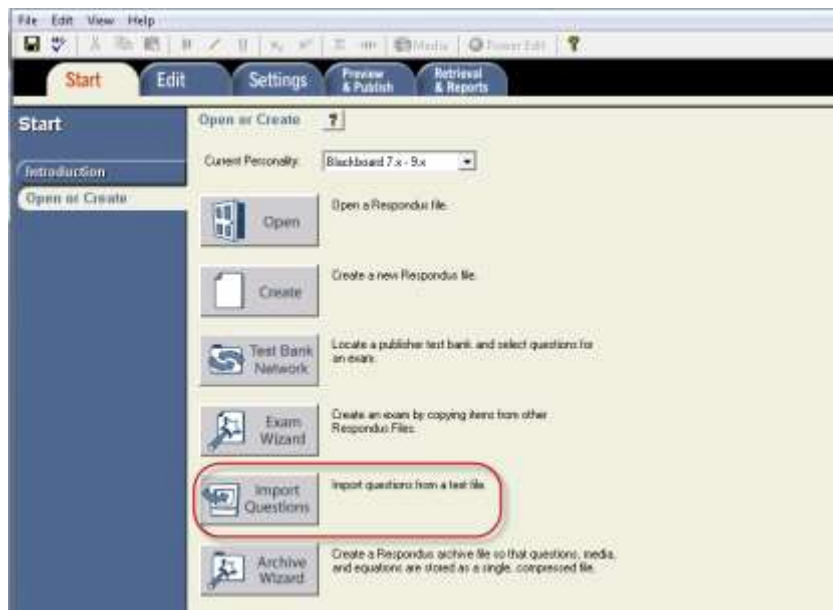 File Edit View Help
Media Power Edit
Start Edit Settings Preview & Publish Retrieval & Reports
Start
Introduction
Open or Create
Open or Create ?
Current Personality: Blackboard 7.x - 9.x
Open
Open a Respondus file.
Create
Create a new Respondus file.
Test Bank
Network
Locate a publisher test bank and select questions for
an exam.
Exam
Wizard
Create an exam by copying items from other
Respondus Files.
Import
Questions
Import questions from a text file.
Archive
Wizard
Create a Respondus archive file so that questions, media,
and equations are stored as a single, compressed file.